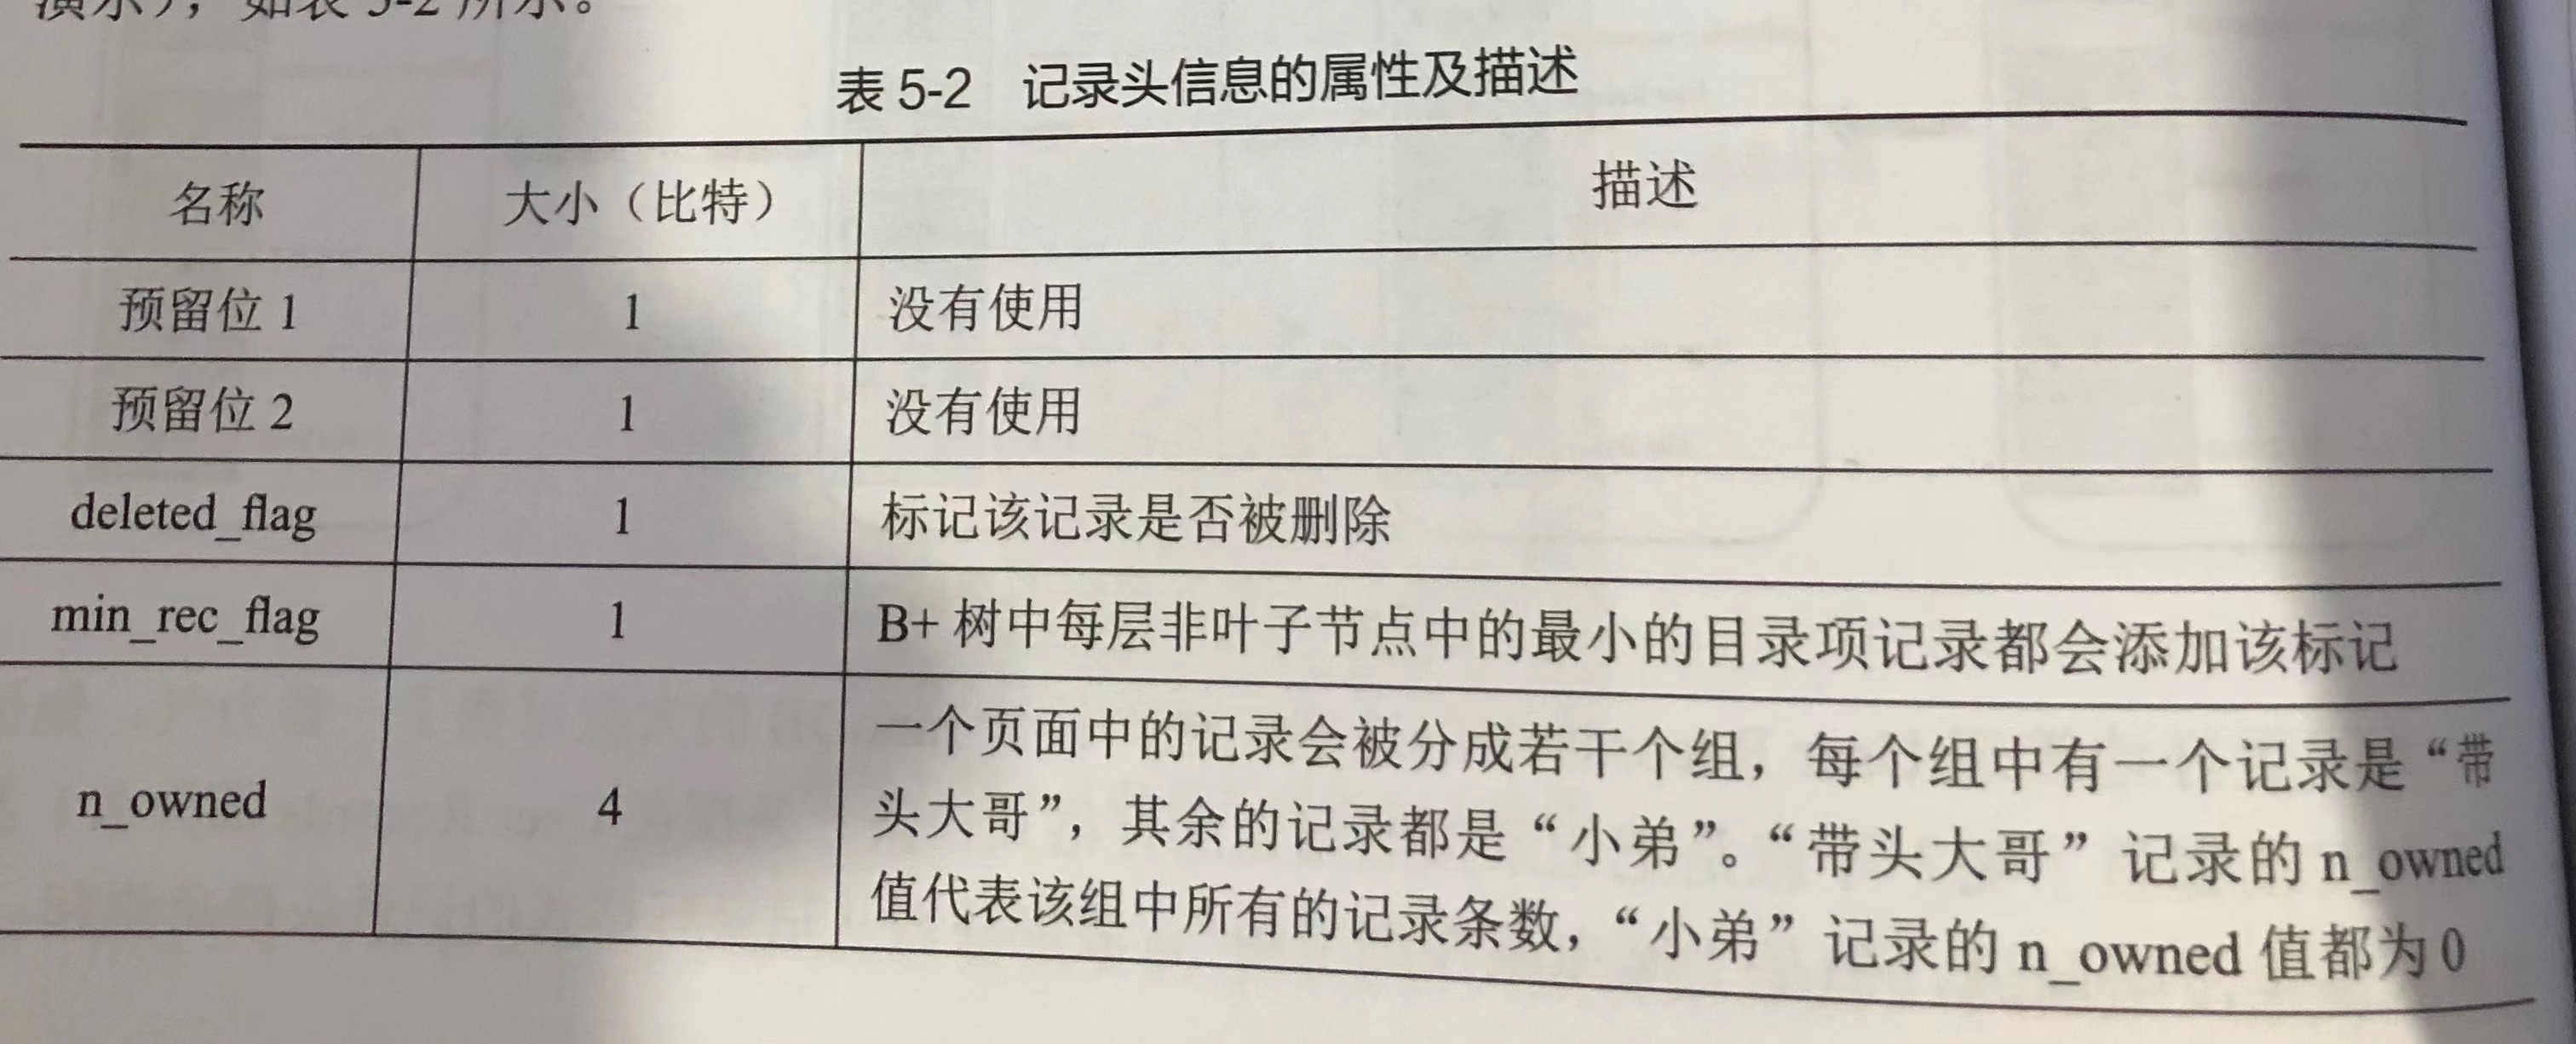 演示），如表 5-2 所示。
表 5-2 记录头信息的属性及描述
名称 大小（比特） 描述
预留位 1 1 没有使用
预留位 2 1 没有使用
deleted_flag 1 标记该记录是否被删除
min_rec_flag 1 B+ 树中每层非叶子节点中的最小的目录项记录都会添加该标记
n_owned 4 一个页面中的记录会被分成若干个组，每个组中有一个记录是“带
头大哥”，其余的记录都是“小弟”。“带头大哥”记录的 n_owned
值代表该组中所有的记录条数，“小弟”记录的 n_owned 值都为 0